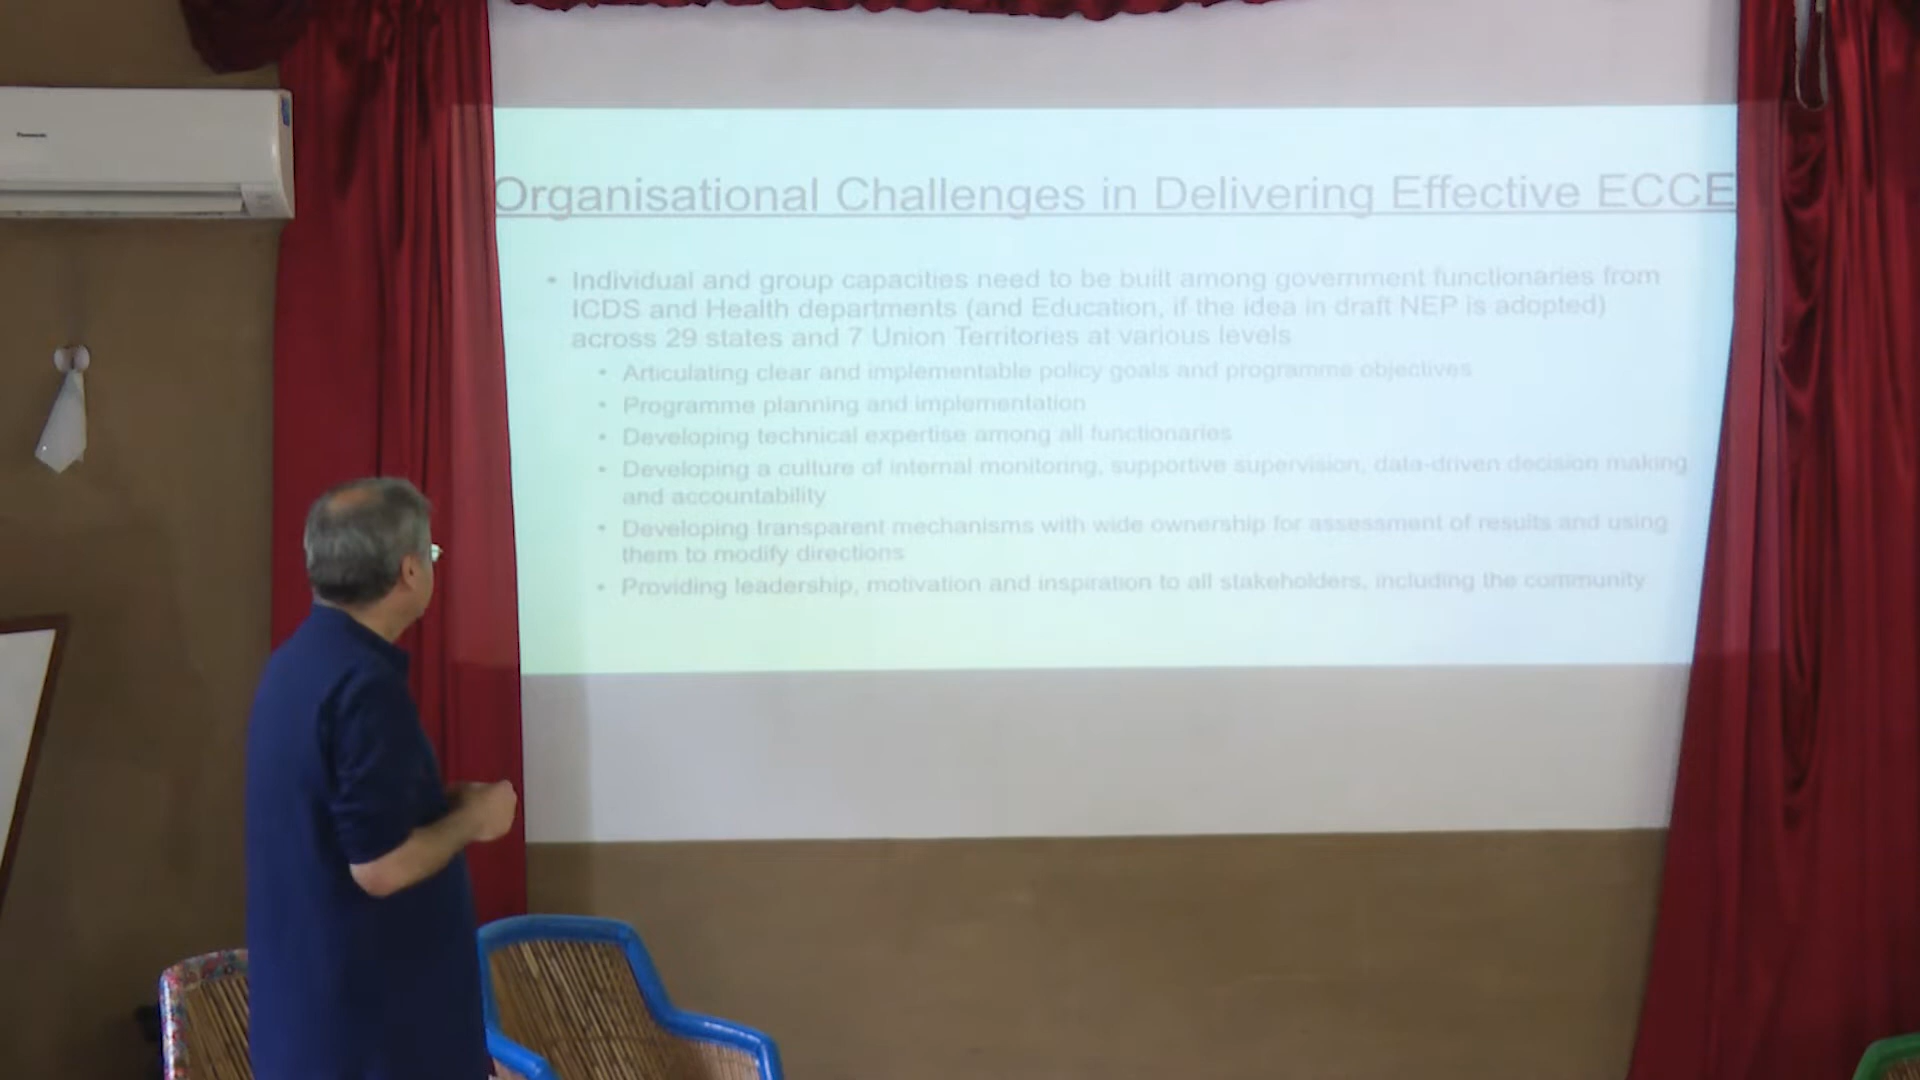 Panasonic
Organisational Challenges in Delivering Effective ECCE
• Individual and group capacities need to be built among government functionaries from
ICDS and Health departments (and Education, if the idea in draft NEP is adopted)
across 29 states and 7 Union Territories at various levels
• Articulating clear and implementable policy goals and programme objectives
• Programme planning and implementation
• Developing technical expertise among all functionaries
• Developing a culture of internal monitoring, supportive supervision, data-driven decision making
and accountability
• Developing transparent mechanisms with wide ownership for assessment of results and using
them to modify directions
• Providing leadership, motivation and inspiration to all stakeholders, including the community